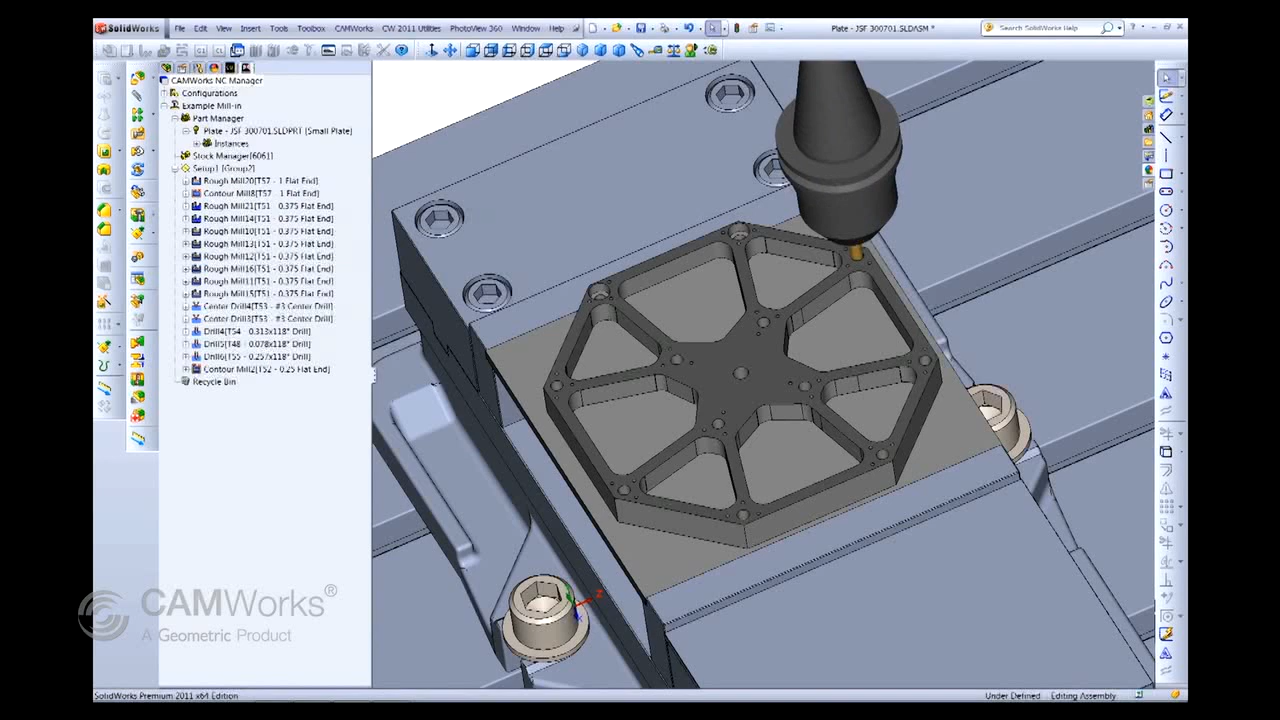 SolidWorks File Edit View Insert Tools Toolbox CAMWorks CW 2011 Utilities PhotoView 360 Window Help Plate - JSF 300701.SLDASM * Search SolidWorks Help
CAMWorks NC Manager
Configurations
Example Mill-in
Part Manager
Plate - JSF 300701.SLDPRT [Small Plate]
Instances
Stock Manager[6061]
Setup1 [Group2]
Rough Mill20[T57 - 1 Flat End]
Contour Mill8[T57 - 1 Flat End]
Rough Mill21[T51 - 0.375 Flat End]
Rough Mill14[T51 - 0.375 Flat End]
Rough Mill10[T51 - 0.375 Flat End]
Rough Mill13[T51 - 0.375 Flat End]
Rough Mill12[T51 - 0.375 Flat End]
Rough Mill16[T51 - 0.375 Flat End]
Rough Mill11[T51 - 0.375 Flat End]
Rough Mill15[T51 - 0.375 Flat End]
Center Drill4[T53 - #3 Center Drill]
Center Drill3[T53 - #3 Center Drill]
Drill4[T54 - 0.313x118° Drill]
Drill5[T48 - 0.078x118° Drill]
Drill6[T55 - 0.257x118° Drill]
Contour Mill2[T52 - 0.25 Flat End]
Recycle Bin
CAMWorks®
A Geometric Product
SolidWorks Premium 2011 x64 Edition Under Defined Editing Assembly